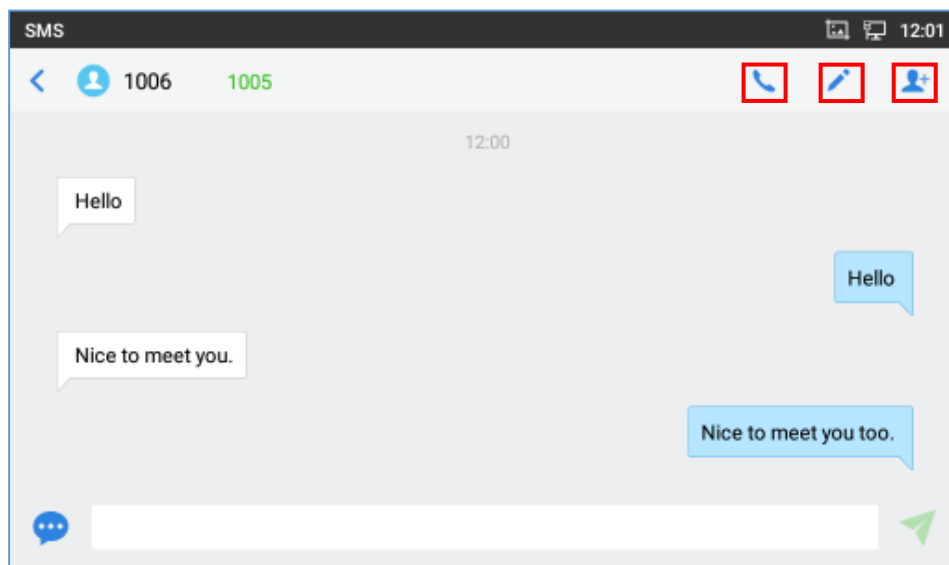 SMS 12:01
1006 1005
12:00
Hello
Hello
Nice to meet you.
Nice to meet you too.